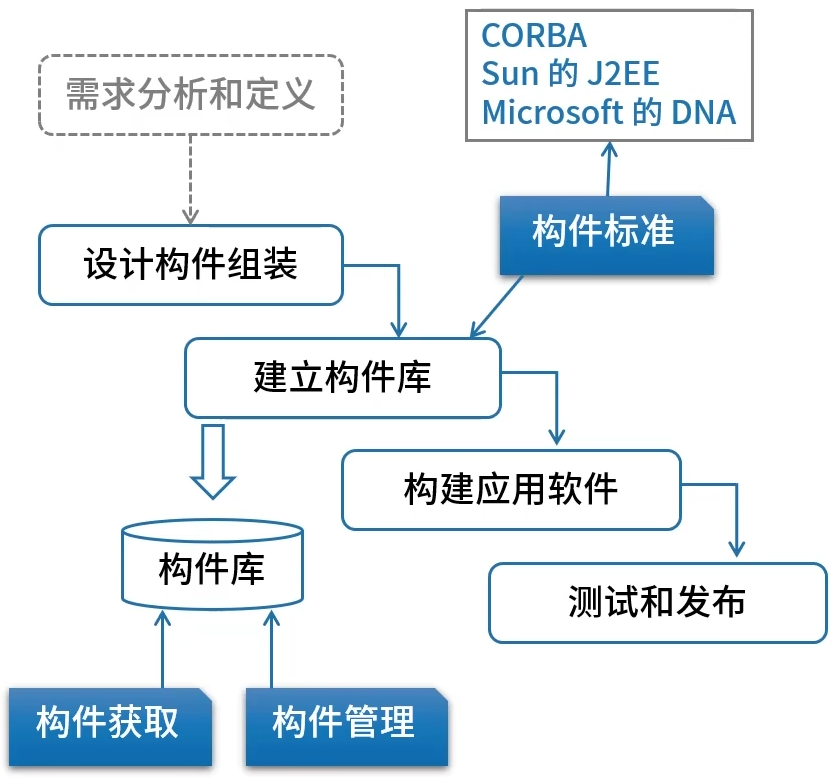 CORBA
Sun 的 J2EE
Microsoft 的 DNA
需求分析和定义
构件标准
设计构件组装
建立构件库
构建应用软件
构件库
测试和发布
构件获取
构件管理